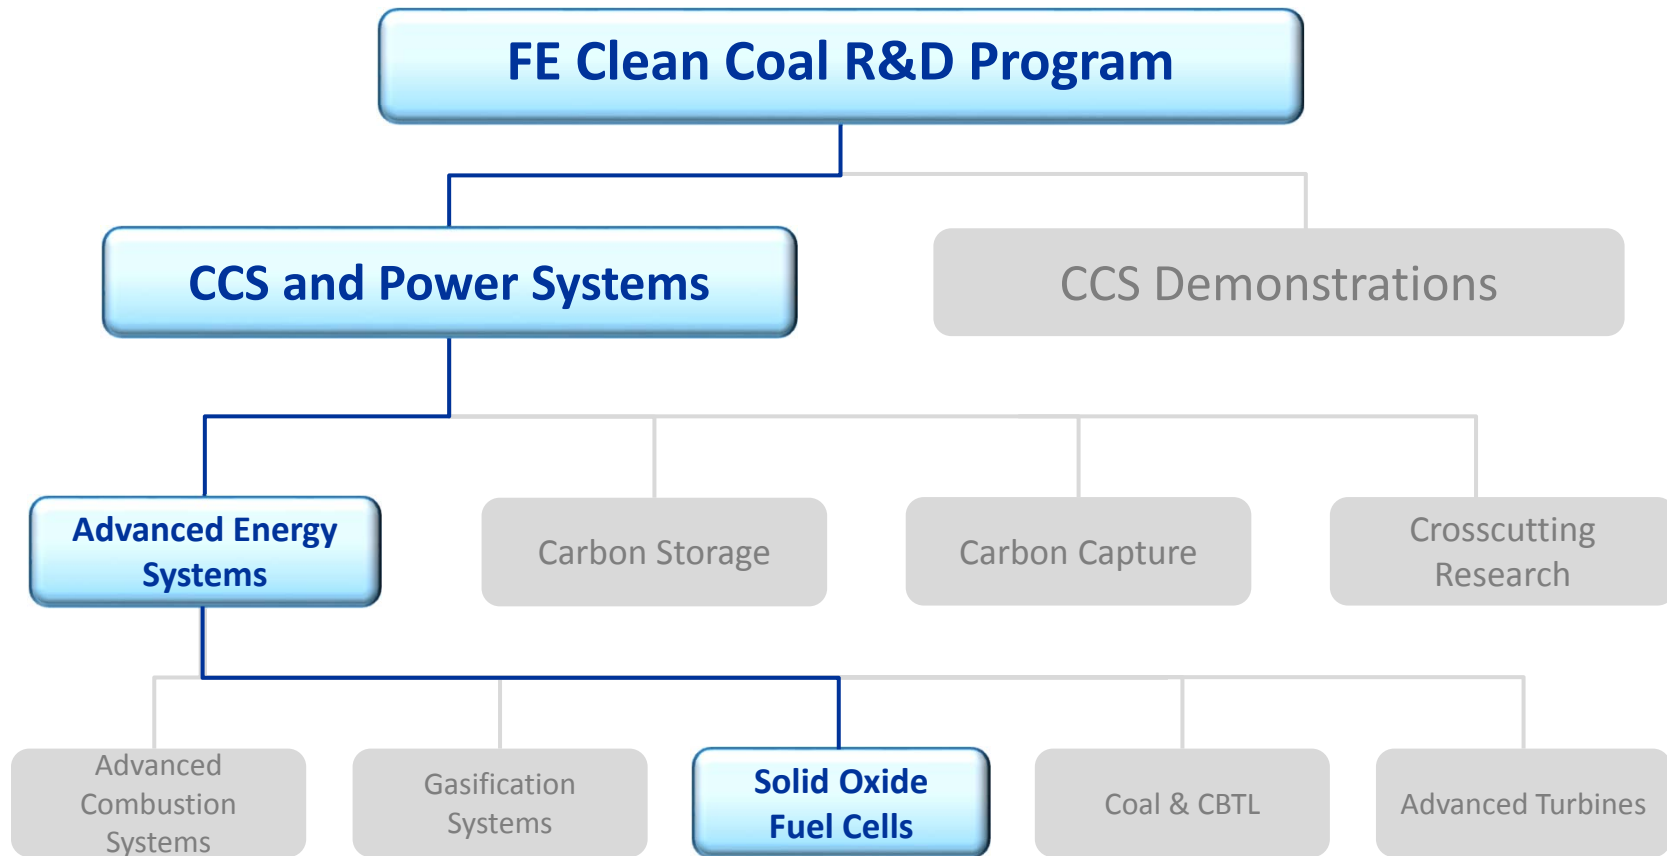 FE Clean Coal R&D Program
CCS and Power Systems
CCS Demonstrations
Advanced Energy
Systems
Carbon Storage
Carbon Capture
Crosscutting
Research
Advanced
Combustion
Systems
Gasification
Systems
Solid Oxide
Fuel Cells
Coal & CBTL
Advanced Turbines